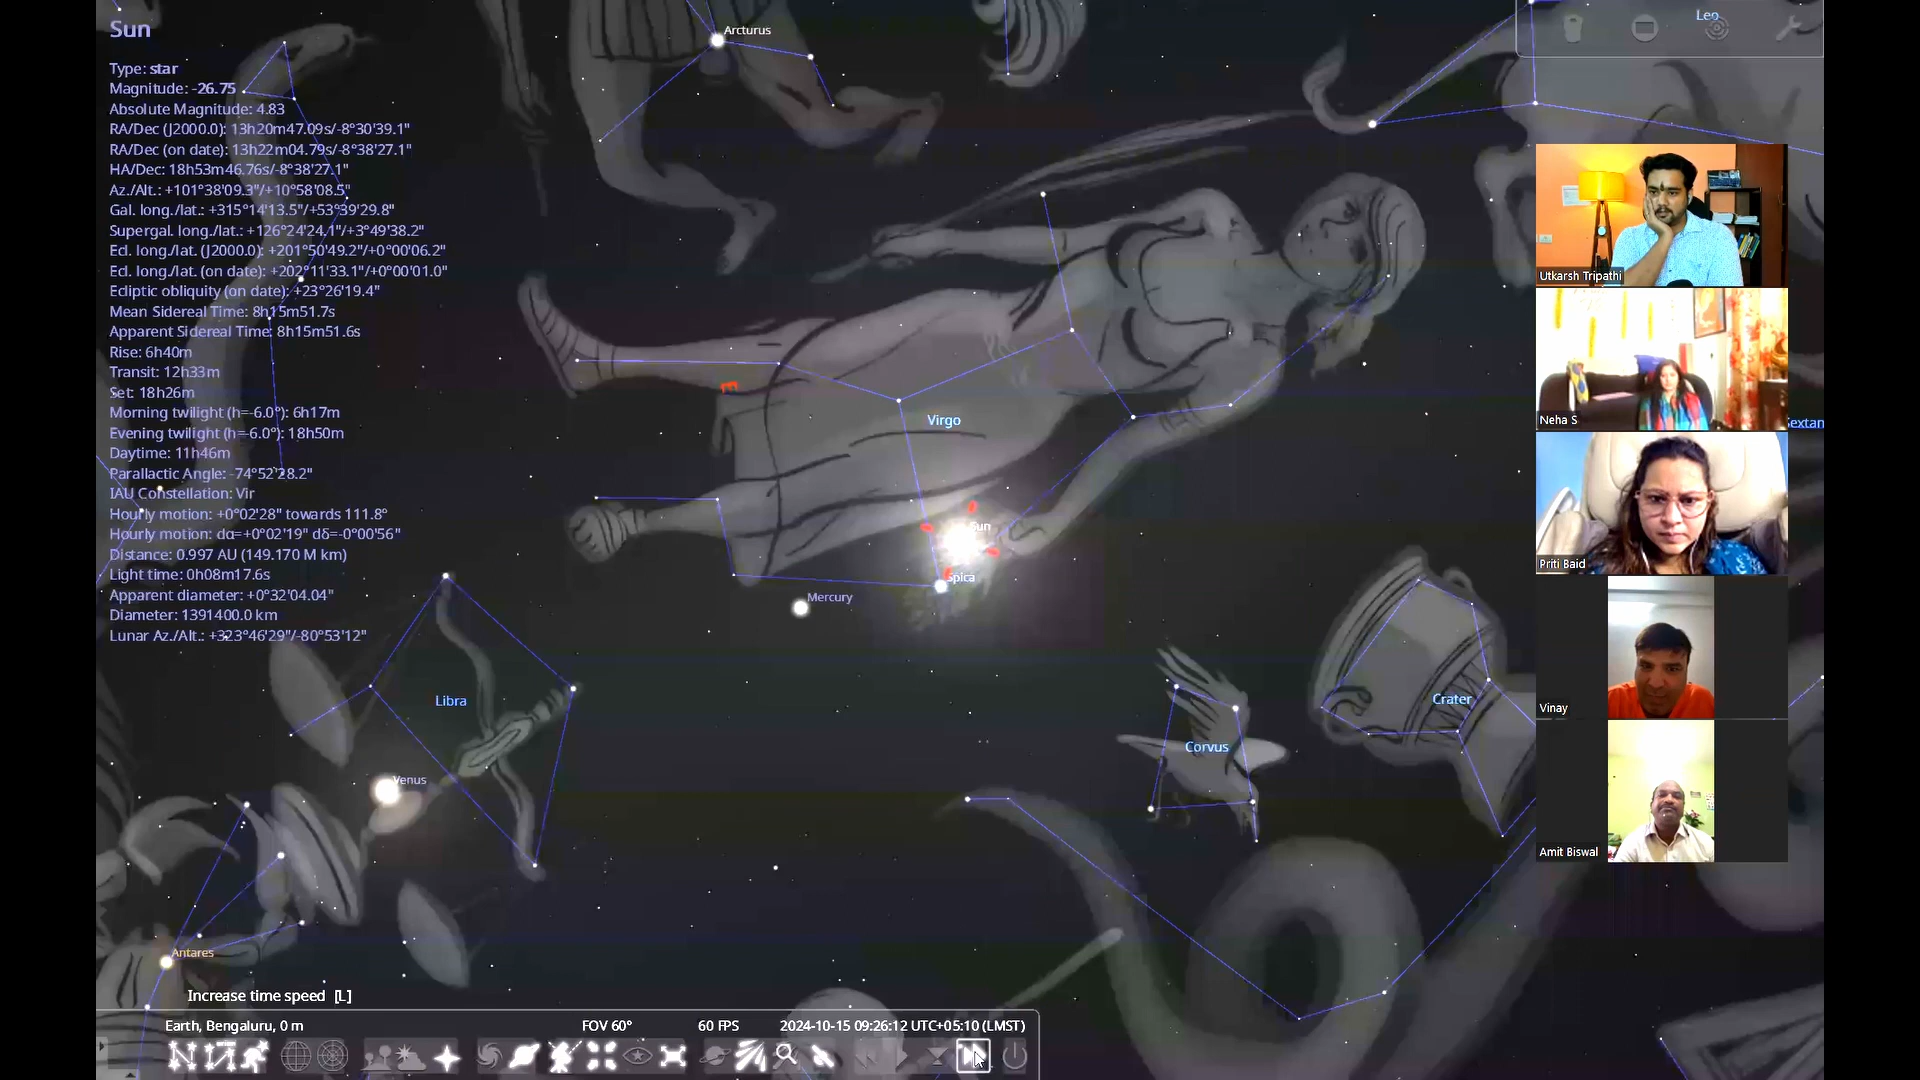 Sun
Type: star
Magnitude: -26.75
Absolute Magnitude: 4.83
RA/Dec (J2000.0): 13h20m47.09s/-8°30'39.1"
RA/Dec (on date): 13h22m04.79s/-8°38'27.1"
HA/Dec: 18h53m46.76s/-8°38'27.1"
Az./Alt.: +101°38'09.3"/+10°58'08.5"
Gal. long./lat.: +315°14'13.5"/+53°39'29.8"
Supergal. long./lat.: +126°24'24.1"/+3°49'38.2"
Ecl. long./lat. (J2000.0): +201°50'49.2"/+0°00'06.2"
Ecl. long./lat. (on date): +202°11'33.1"/+0°00'01.0"
Ecliptic obliquity (on date): +23°26'19.4"
Mean Sidereal Time: 8h15m51.7s
Apparent Sidereal Time: 8h15m51.6s
Rise: 6h40m
Transit: 12h33m
Set: 18h26m
Morning twilight (h=-6.0°): 6h17m
Evening twilight (h=-6.0°): 18h50m
Daytime: 11h46m
Parallactic Angle: -74°52'28.2"
IAU Constellation: Vir
Hourly motion: +0°02'28" towards 111.8°
Hourly motion: dα=+0°02'19" dδ=-0°00'56"
Distance: 0.997 AU (149.170 M km)
Light time: 0h08m17.6s
Apparent diameter: +0°32'04.04"
Diameter: 1391400.0 km
Lunar Az./Alt.: +323°46'29"/-80°53'12"
Arcturus
Leo
E
Virgo
Sun
Spica
Mercury
Libra
Venus
Antares
Corvus
Crater
Sextan
Utkarsh Tripathi
Neha S
Priti Baid
Vinay
Amit Biswal
Increase time speed [L]
Earth, Bengaluru, 0 m FOV 60° 60 FPS 2024-10-15 09:26:12 UTC+05:10 (LMST)